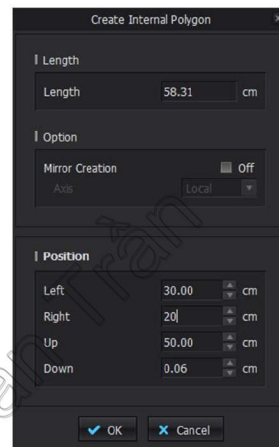 Create Internal Polygon
Length
Length 58.31 cm
Option
Mirror Creation Off
Axis Local
Position
Left 30.00 cm
Right 20 cm
Up 50.00 cm
Down 0.06 cm
OK Cancel
Trần